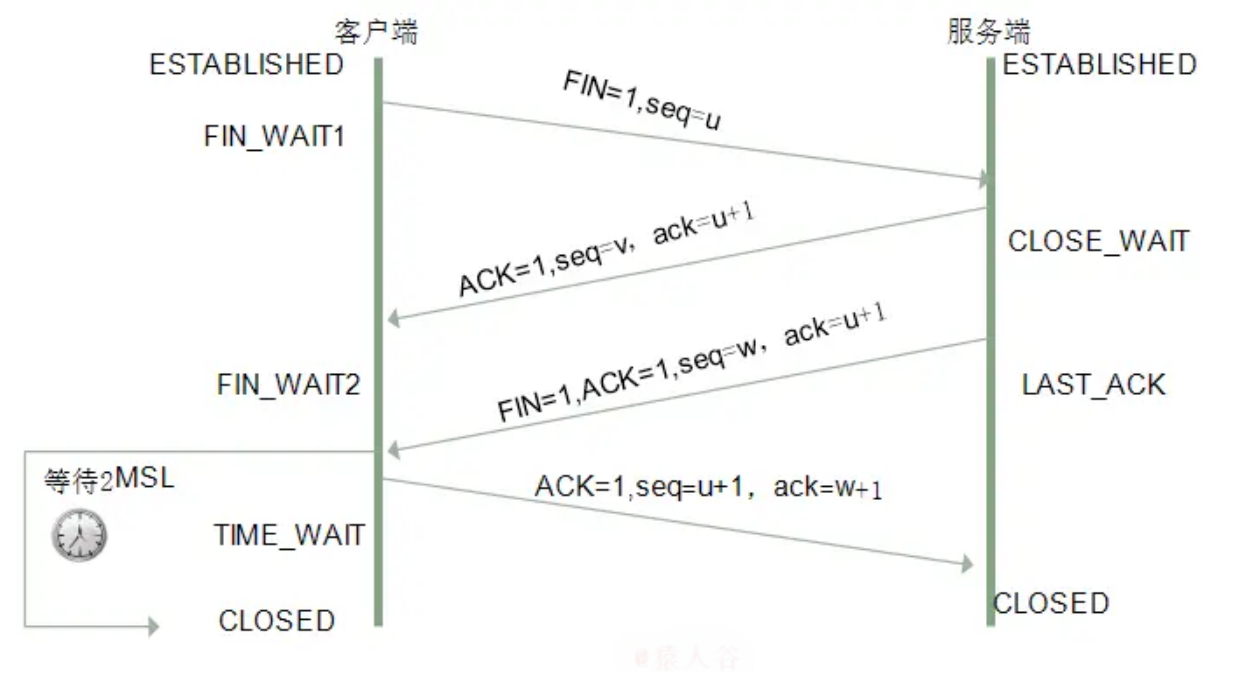 客户端
服务端
ESTABLISHED
ESTABLISHED
FIN=1,seq=u
FIN_WAIT1
ACK=1,seq=v，ack=u+1
CLOSE_WAIT
FIN=1,ACK=1,seq=w，ack=u+1
FIN_WAIT2
LAST_ACK
等待2MSL
ACK=1,seq=u+1，ack=w+1
TIME_WAIT
CLOSED
CLOSED
@猿人谷